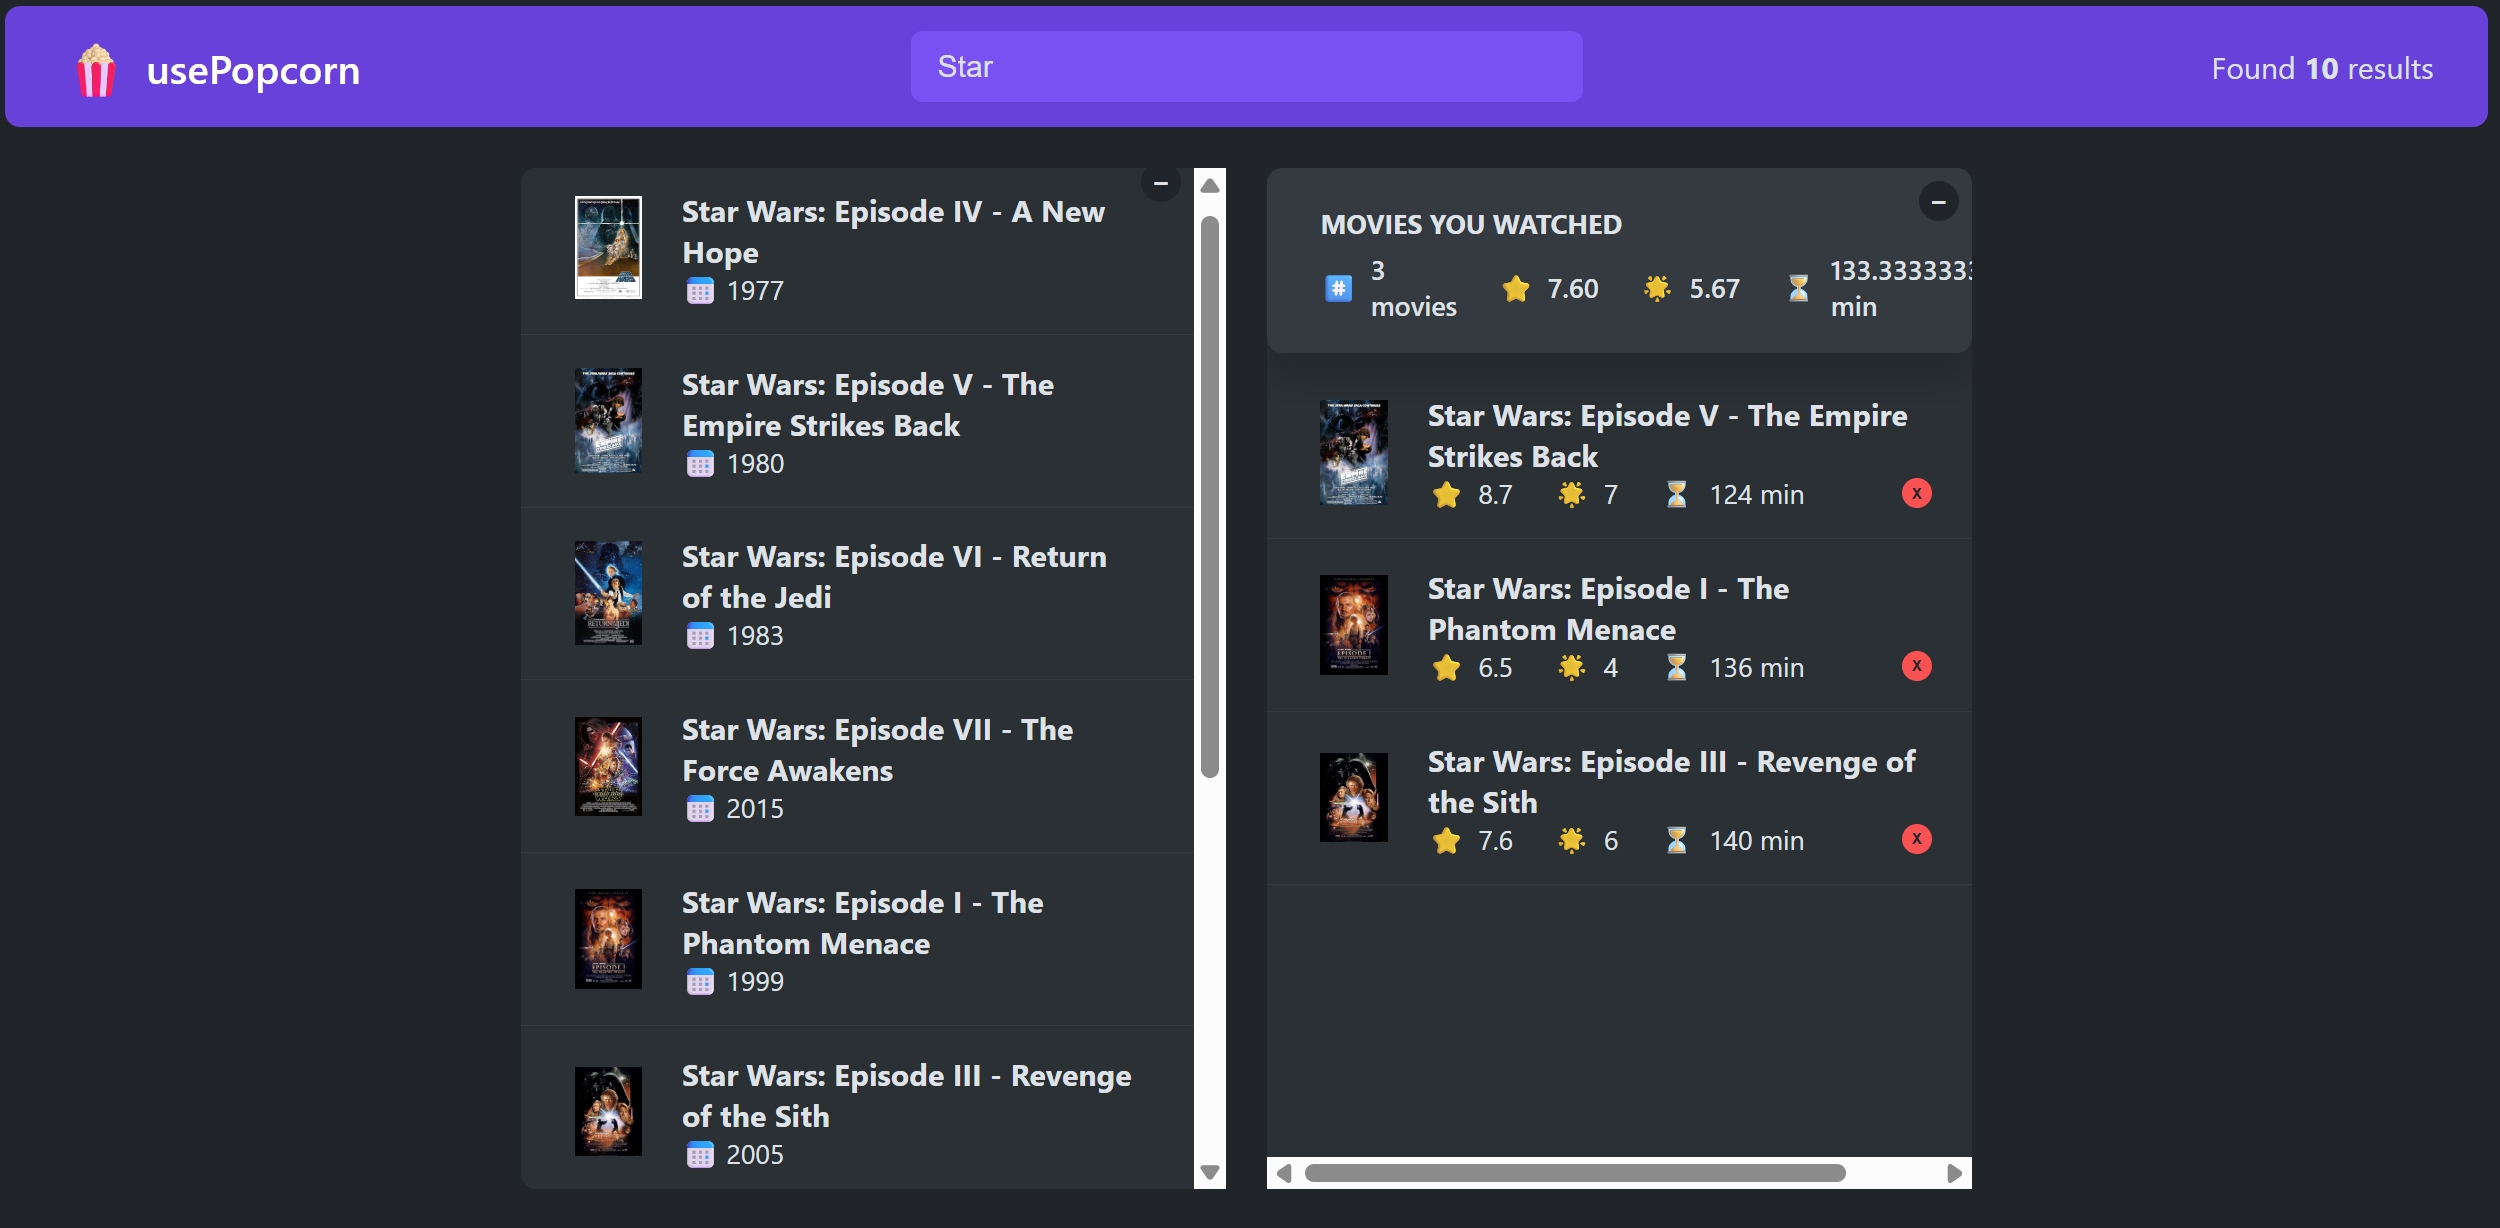 usePopcorn
Star
Found 10 results
–
Star Wars: Episode IV - A New
Hope
1977
Star Wars: Episode V - The
Empire Strikes Back
1980
Star Wars: Episode VI - Return
of the Jedi
1983
Star Wars: Episode VII - The
Force Awakens
2015
Star Wars: Episode I - The
Phantom Menace
1999
Star Wars: Episode III - Revenge
of the Sith
2005
–
MOVIES YOU WATCHED
#
3
movies
7.60
5.67
133.3333333
min
Star Wars: Episode V - The Empire
Strikes Back
8.7 7 124 min X
Star Wars: Episode I - The
Phantom Menace
6.5 4 136 min X
Star Wars: Episode III - Revenge of
the Sith
7.6 6 140 min X